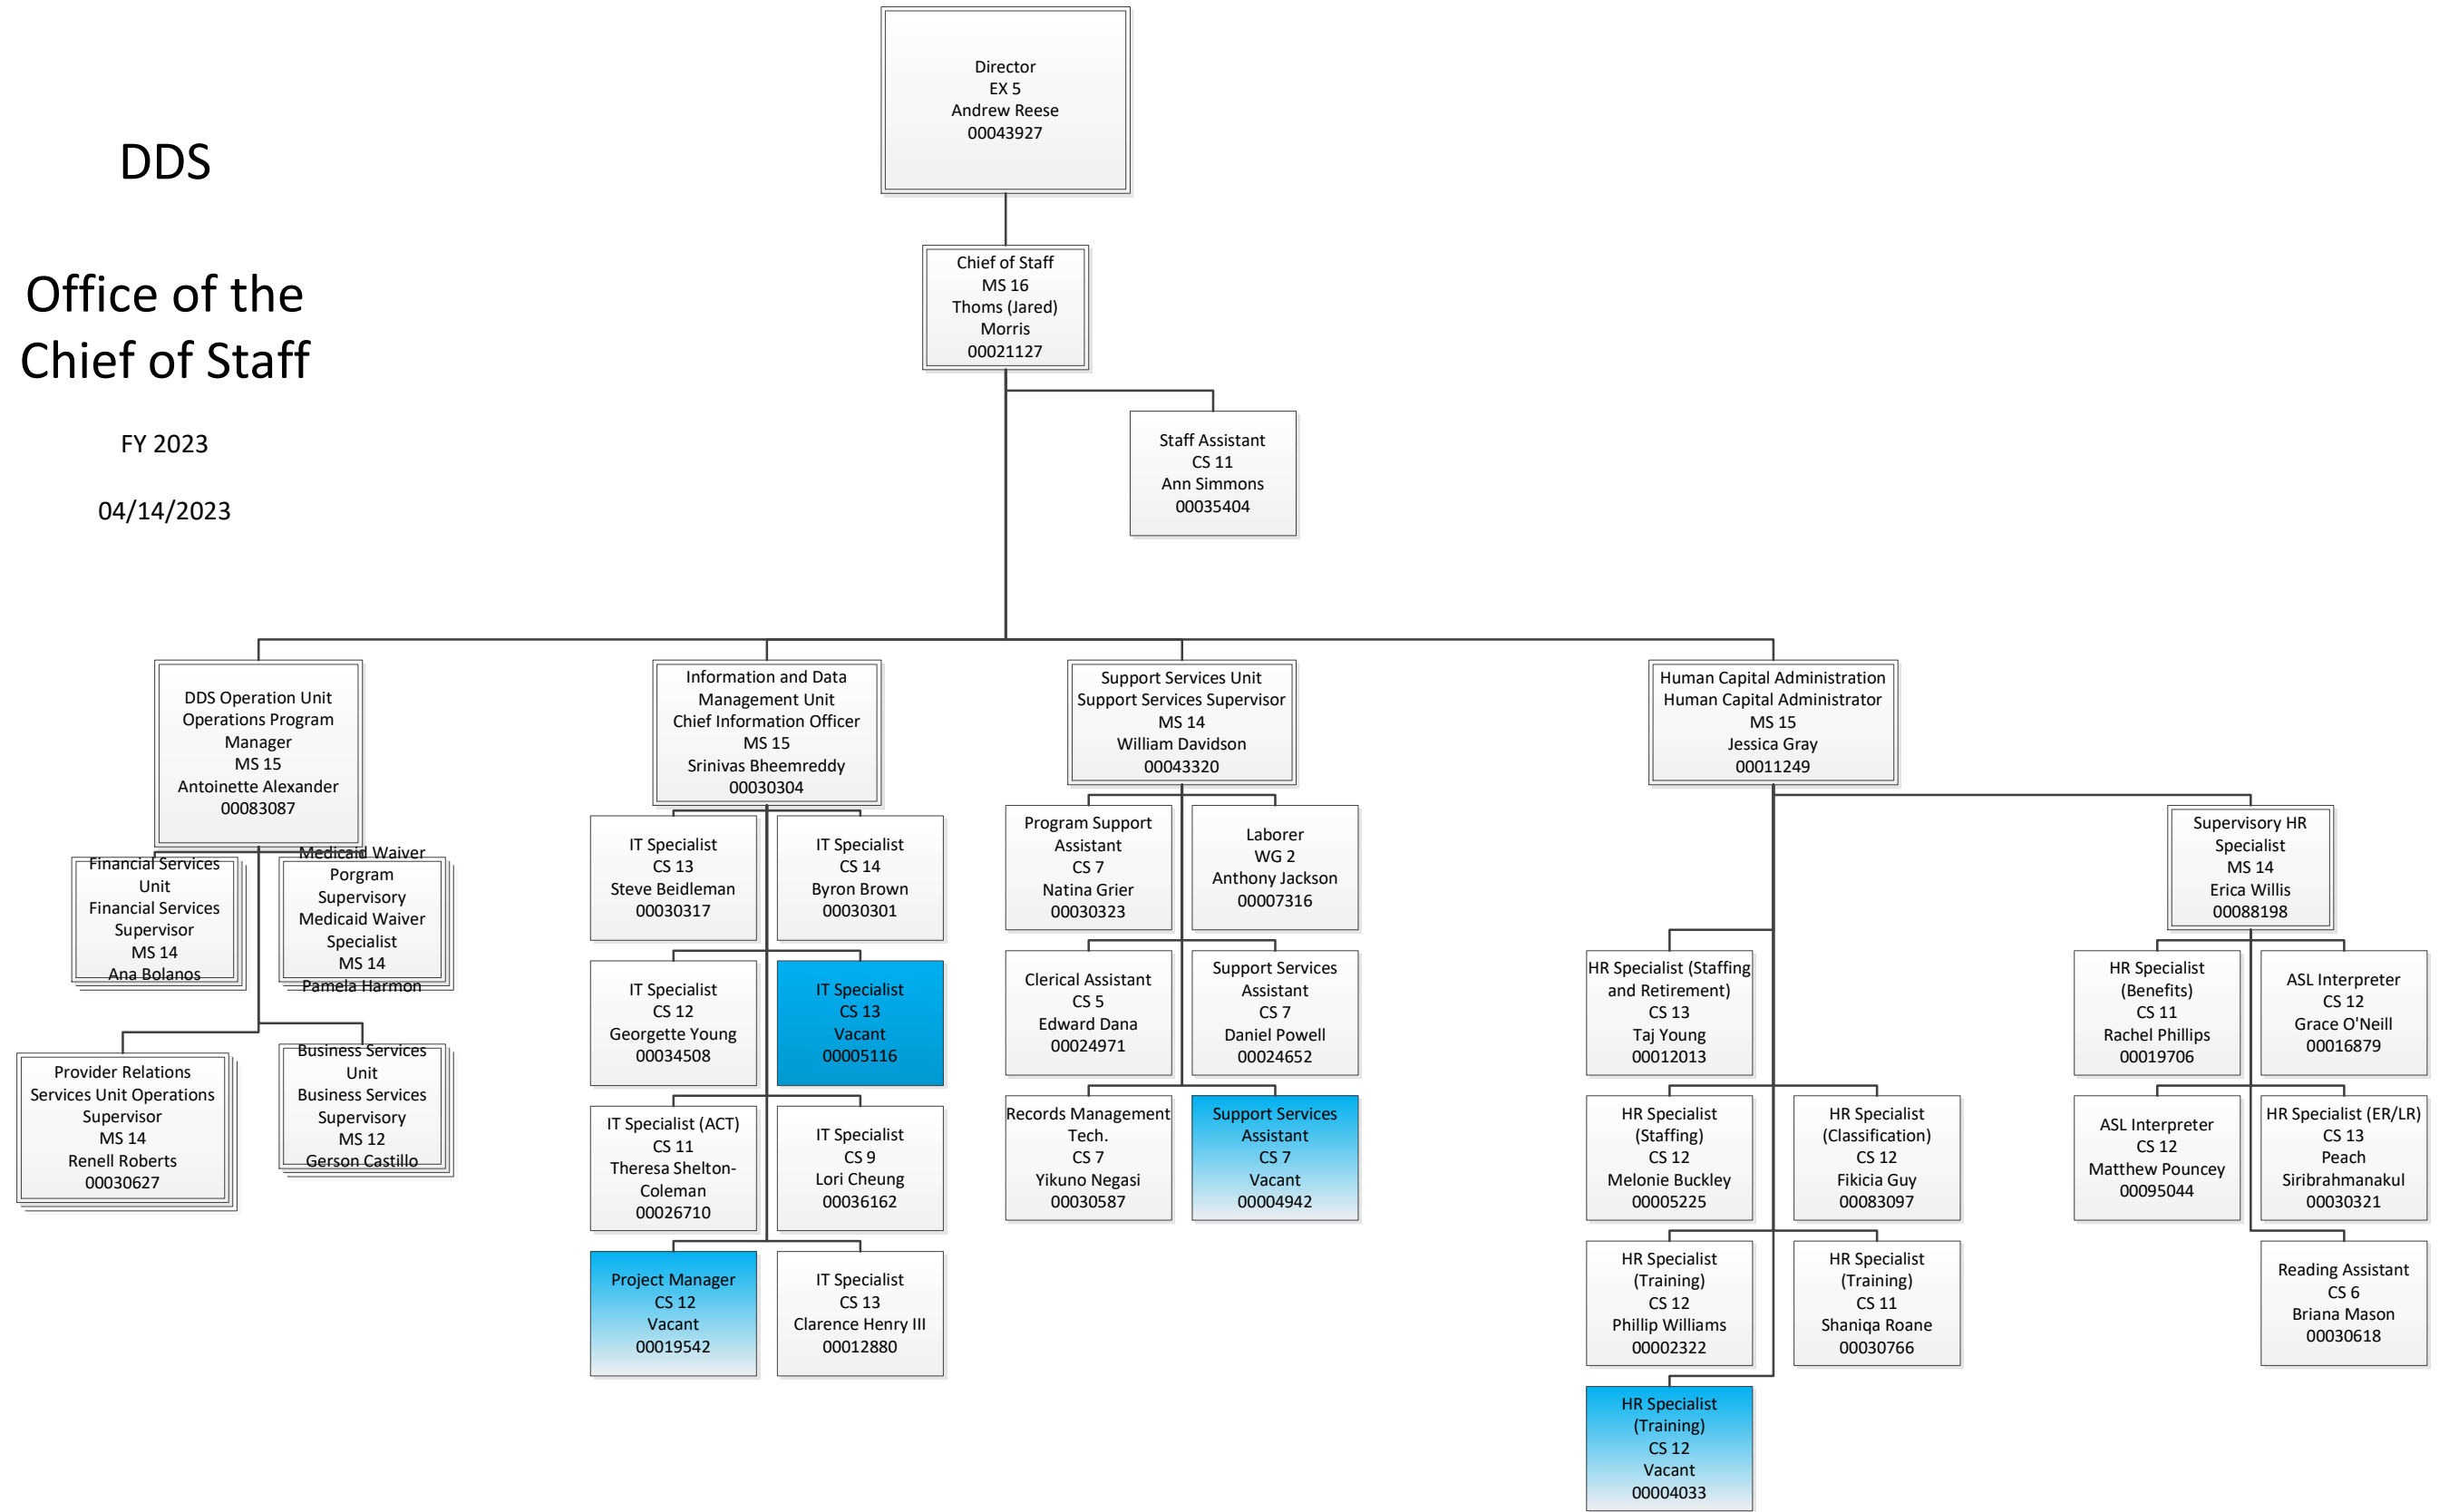 DDS
Office of the
Chief of Staff
FY 2023
04/14/2023
Director
EX 5
Andrew Reese
00043927
Chief of Staff
MS 16
Thoms (Jared)
Morris
00021127
Staff Assistant
CS 11
Ann Simmons
00035404
DDS Operation Unit
Operations Program
Manager
MS 15
Antoinette Alexander
00083087
Financial Services
Unit
Financial Services
Supervisor
MS 14
Ana Bolanos
Medicaid Waiver
Porgram
Supervisory
Medicaid Waiver
Specialist
MS 14
Pamela Harmon
Provider Relations
Services Unit Operations
Supervisor
MS 14
Renell Roberts
00030627
Business Services
Unit
Business Services
Supervisory
MS 12
Gerson Castillo
Information and Data
Management Unit
Chief Information Officer
MS 15
Srinivas Bheemreddy
00030304
IT Specialist
CS 13
Steve Beidleman
00030317
IT Specialist
CS 14
Byron Brown
00030301
IT Specialist
CS 12
Georgette Young
00034508
IT Specialist
CS 13
Vacant
00005116
IT Specialist (ACT)
CS 11
Theresa Shelton-
Coleman
00026710
IT Specialist
CS 9
Lori Cheung
00036162
Project Manager
CS 12
Vacant
00019542
IT Specialist
CS 13
Clarence Henry III
00012880
Support Services Unit
Support Services Supervisor
MS 14
William Davidson
00043320
Program Support
Assistant
CS 7
Natina Grier
00030323
Laborer
WG 2
Anthony Jackson
00007316
Clerical Assistant
CS 5
Edward Dana
00024971
Support Services
Assistant
CS 7
Daniel Powell
00024652
Records Management
Tech.
CS 7
Yikuno Negasi
00030587
Support Services
Assistant
CS 7
Vacant
00004942
Human Capital Administration
Human Capital Administrator
MS 15
Jessica Gray
00011249
HR Specialist (Staffing
and Retirement)
CS 13
Taj Young
00012013
HR Specialist
(Staffing)
CS 12
Melonie Buckley
00005225
HR Specialist
(Classification)
CS 12
Fikicia Guy
00083097
HR Specialist
(Training)
CS 12
Phillip Williams
00002322
HR Specialist
(Training)
CS 11
Shaniqa Roane
00030766
HR Specialist
(Training)
CS 12
Vacant
00004033
Supervisory HR
Specialist
MS 14
Erica Willis
00088198
HR Specialist
(Benefits)
CS 11
Rachel Phillips
00019706
ASL Interpreter
CS 12
Grace O'Neill
00016879
ASL Interpreter
CS 12
Matthew Pouncey
00095044
HR Specialist (ER/LR)
CS 13
Peach
Siribrahmanakul
00030321
Reading Assistant
CS 6
Briana Mason
00030618